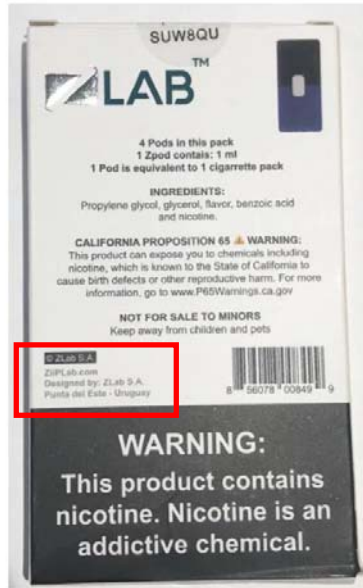 SUW8QU
ZLAB™
4 Pods in this pack
1 Zpod contais: 1 ml
1 Pod is equivalent to 1 cigarrette pack
INGREDIENTS:
Propylene glycol, glycerol, flavor, benzoic acid
and nicotine.
CALIFORNIA PROPOSITION 65 ⚠ WARNING:
This product can expose you to chemicals including
nicotine, which is known to the State of California to
cause birth defects or other reproductive harm. For more
information, go to www.P65Warnings.ca.gov
NOT FOR SALE TO MINORS
Keep away from children and pets
© ZLab S.A.
ZiiPLab.com
Designed by: ZLab S.A.
Punta del Este - Uruguay
8 56078 00849 9
WARNING:
This product contains
nicotine. Nicotine is an
addictive chemical.